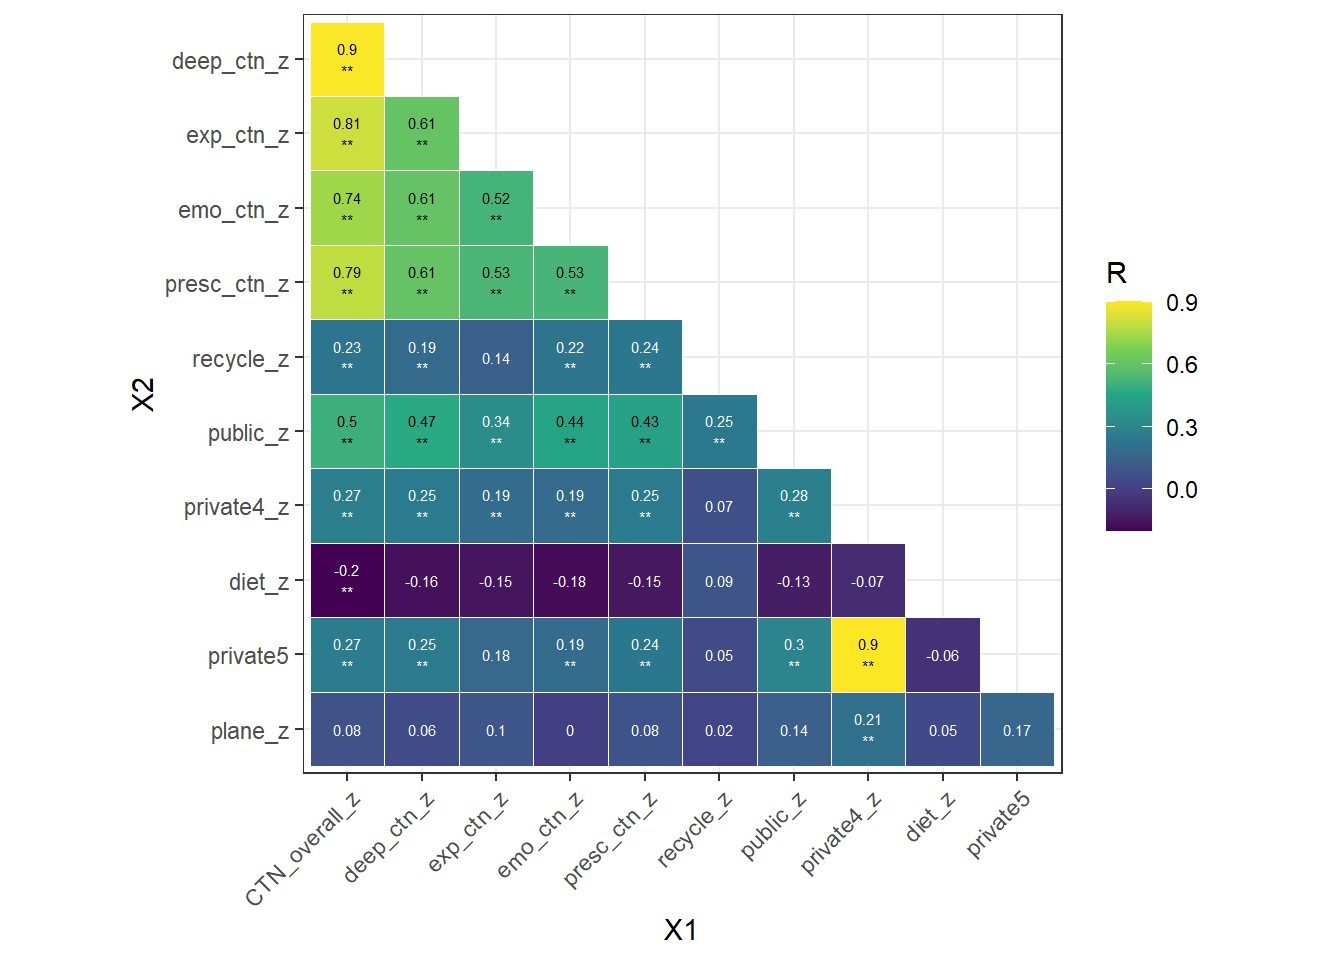 deep_ctn_z 0.9
**
exp_ctn_z 0.81 0.61
** **
emo_ctn_z 0.74 0.61 0.52
** ** **
presc_ctn_z 0.79 0.61 0.53 0.53
** ** ** **
recycle_z 0.23 0.19 0.14 0.22 0.24
** ** ** **
public_z 0.5 0.47 0.34 0.44 0.43 0.25
** ** ** ** ** **
private4_z 0.27 0.25 0.19 0.19 0.25 0.07 0.28
** ** ** ** ** **
diet_z -0.2 -0.16 -0.15 -0.18 -0.15 0.09 -0.13 -0.07
**
private5 0.27 0.25 0.18 0.19 0.24 0.05 0.3 0.9 -0.06
** ** ** ** ** **
plane_z 0.08 0.06 0.1 0 0.08 0.02 0.14 0.21 0.05 0.17
**
CTN_overall_z deep_ctn_z exp_ctn_z emo_ctn_z presc_ctn_z recycle_z public_z private4_z diet_z private5
X1
X2
R
0.9
0.6
0.3
0.0